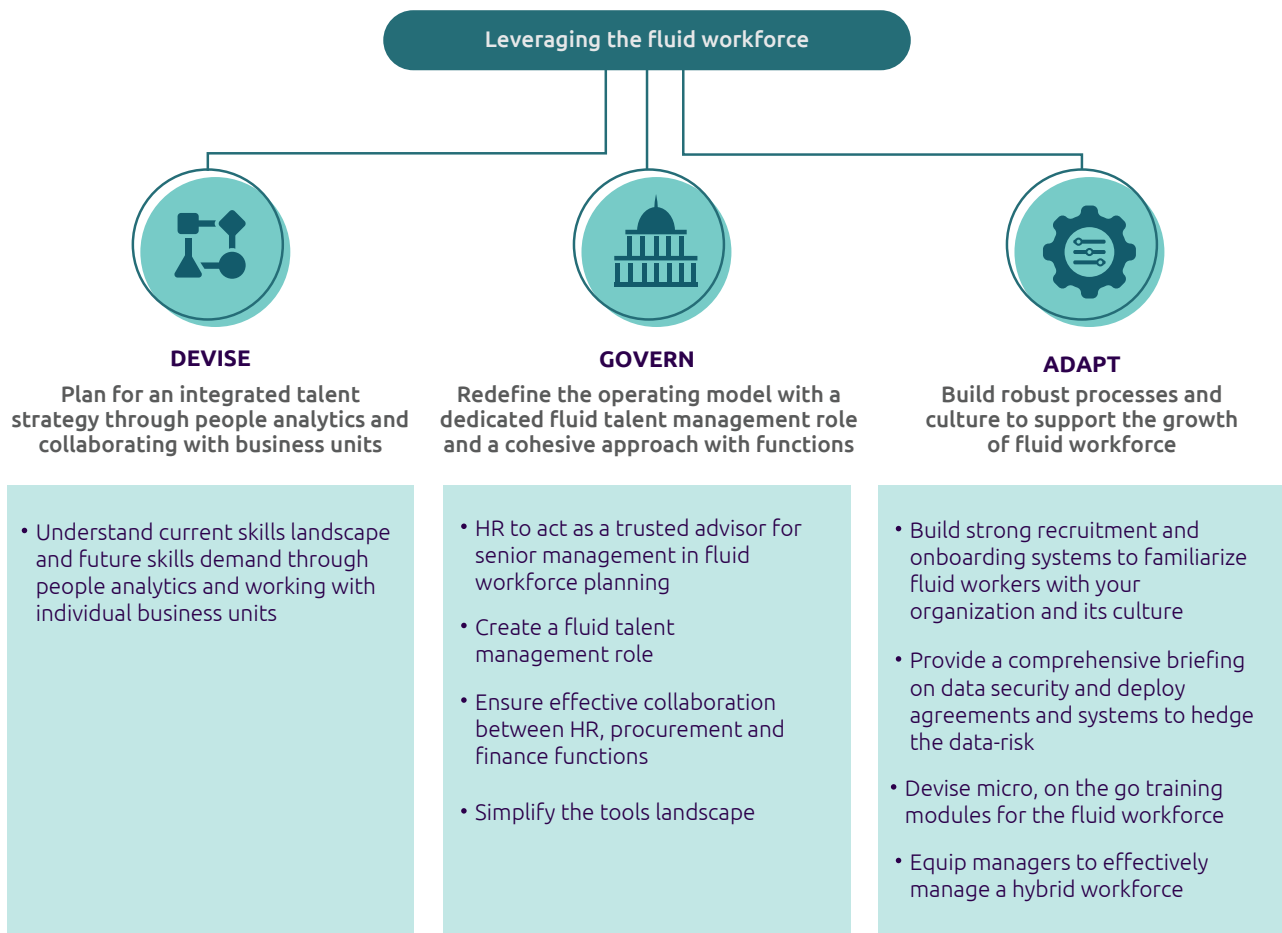 Leveraging the fluid workforce
DEVISE
Plan for an integrated talent
strategy through people analytics and
collaborating with business units
• Understand current skills landscape
and future skills demand through
people analytics and working with
individual business units
GOVERN
Redefine the operating model with a
dedicated fluid talent management role
and a cohesive approach with functions
• HR to act as a trusted advisor for
senior management in fluid
workforce planning
• Create a fluid talent
management role
• Ensure effective collaboration
between HR, procurement and
finance functions
• Simplify the tools landscape
ADAPT
Build robust processes and
culture to support the growth
of fluid workforce
• Build strong recruitment and
onboarding systems to familiarize
fluid workers with your
organization and its culture
• Provide a comprehensive briefing
on data security and deploy
agreements and systems to hedge
the data-risk
• Devise micro, on the go training
modules for the fluid workforce
• Equip managers to effectively
manage a hybrid workforce